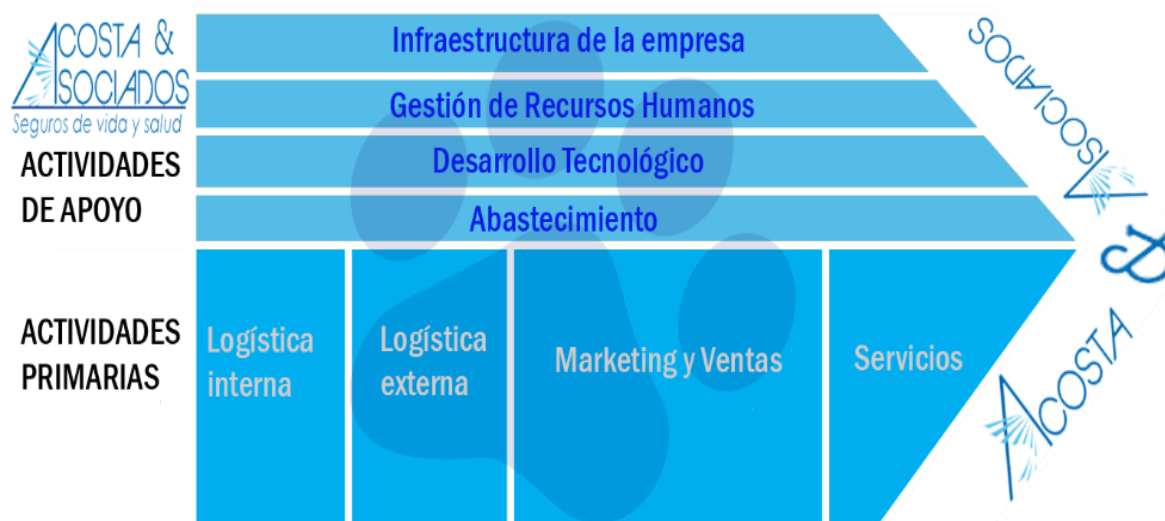 ACOSTA &
ASOCIADOS
Seguros de vida y salud
Infraestructura de la empresa
Gestión de Recursos Humanos
Desarrollo Tecnológico
Abastecimiento
ACTIVIDADES
DE APOYO
ACTIVIDADES
PRIMARIAS
Logística
interna
Logística
externa
Marketing y Ventas
Servicios
ACOSTA
&
ASOCIADOS